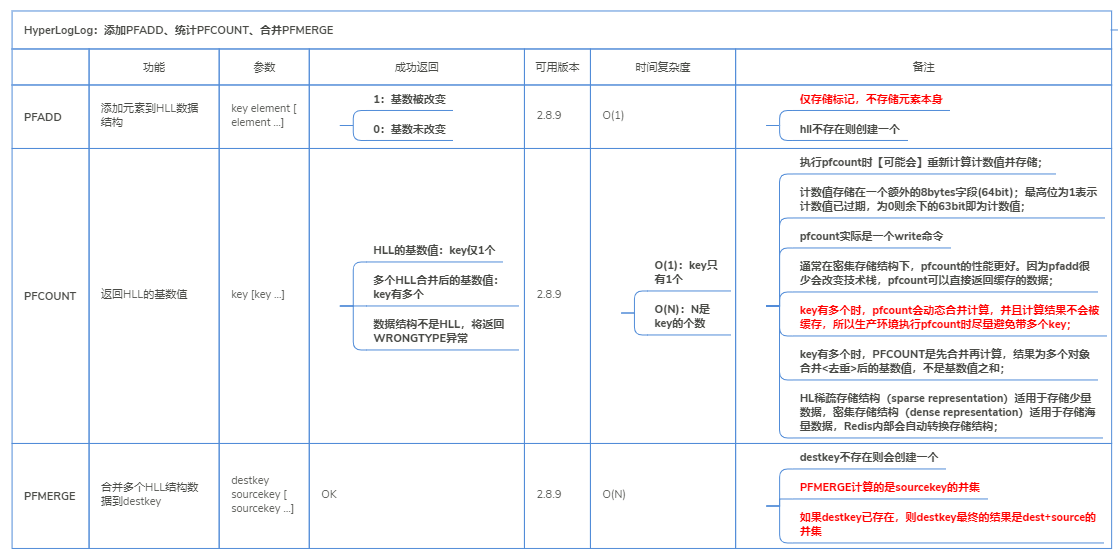 HyperLogLog：添加PFADD、统计PFCOUNT、合并PFMERGE
功能
参数
成功返回
可用版本
时间复杂度
备注
PFADD
添加元素到HLL数据
结构
key element [
element ...]
1：基数被改变
0：基数未改变
2.8.9
O(1)
仅存储标记，不存储元素本身
hll不存在则创建一个
PFCOUNT
返回HLL的基数值
key [key ...]
HLL的基数值：key仅1个
多个HLL合并后的基数值：
key有多个
数据结构不是HLL，将返回
WRONGTYPE异常
2.8.9
O(1)：key只
有1个
O(N)：N是
key的个数
执行pfcount时【可能会】重新计算计数值并存储；
计数值存储在一个额外的8bytes字段(64bit)；最高位为1表示
计数值已过期，为0则余下的63bit即为计数值；
pfcount实际是一个write命令
通常在密集存储结构下，pfcount的性能更好。因为pfadd很
少会改变技术栈，pfcount可以直接返回缓存的数据；
key有多个时，pfcount会动态合并计算，并且计算结果不会被
缓存，所以生产环境执行pfcount时尽量避免带多个key；
key有多个时，PFCOUNT是先合并再计算，结果为多个对象
合并<去重>后的基数值，不是基数值之和；
HL稀疏存储结构（sparse representation）适用于存储少量
数据，密集存储结构（dense representation）适用于存储海
量数据，Redis内部会自动转换存储结构；
PFMERGE
合并多个HLL结构数
据到destkey
destkey
sourcekey [
sourcekey ...]
OK
2.8.9
O(N)
destkey不存在则会创建一个
PFMERGE计算的是sourcekey的并集
如果destkey已存在，则destkey最终的结果是dest+source的
并集